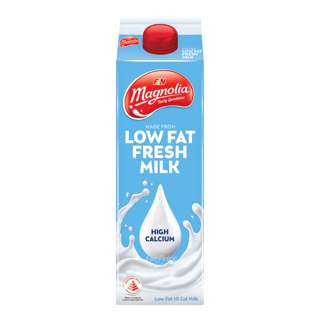 F&N
Magnolia
MADE FROM
LOW FAT
FRESH
MILK
HIGH
CALCIUM
Low Fat Hi Cal Milk